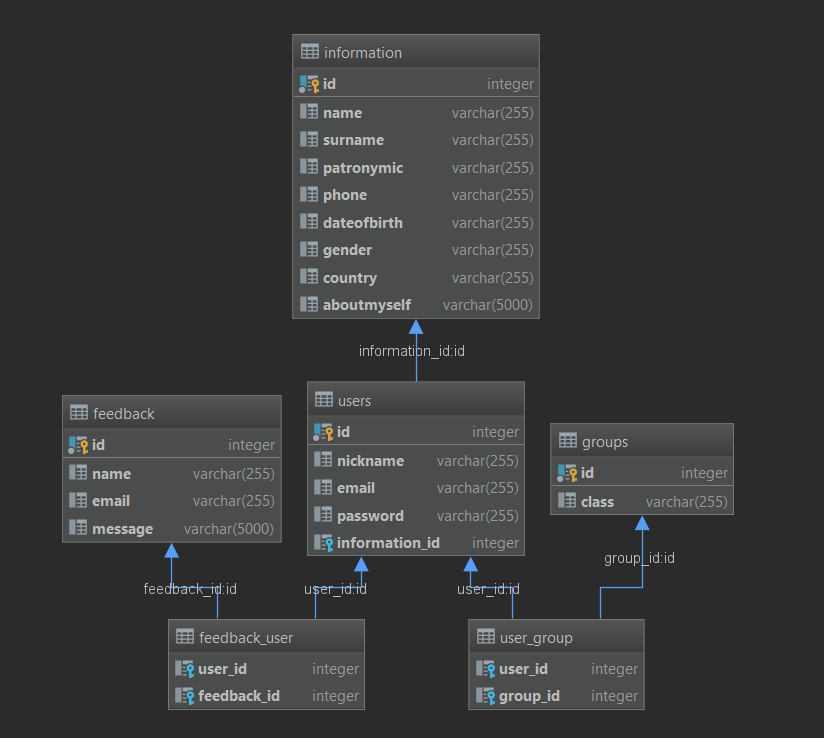 information
id integer
name varchar(255)
surname varchar(255)
patronymic varchar(255)
phone varchar(255)
dateofbirth varchar(255)
gender varchar(255)
country varchar(255)
aboutmyself varchar(5000)
information_id:id
feedback
id integer
name varchar(255)
email varchar(255)
message varchar(5000)
users
id integer
nickname varchar(255)
email varchar(255)
password varchar(255)
information_id integer
groups
id integer
class varchar(255)
group_id:id
feedback_id:id
user_id:id
user_id:id
feedback_user
user_id integer
feedback_id integer
user_group
user_id integer
group_id integer